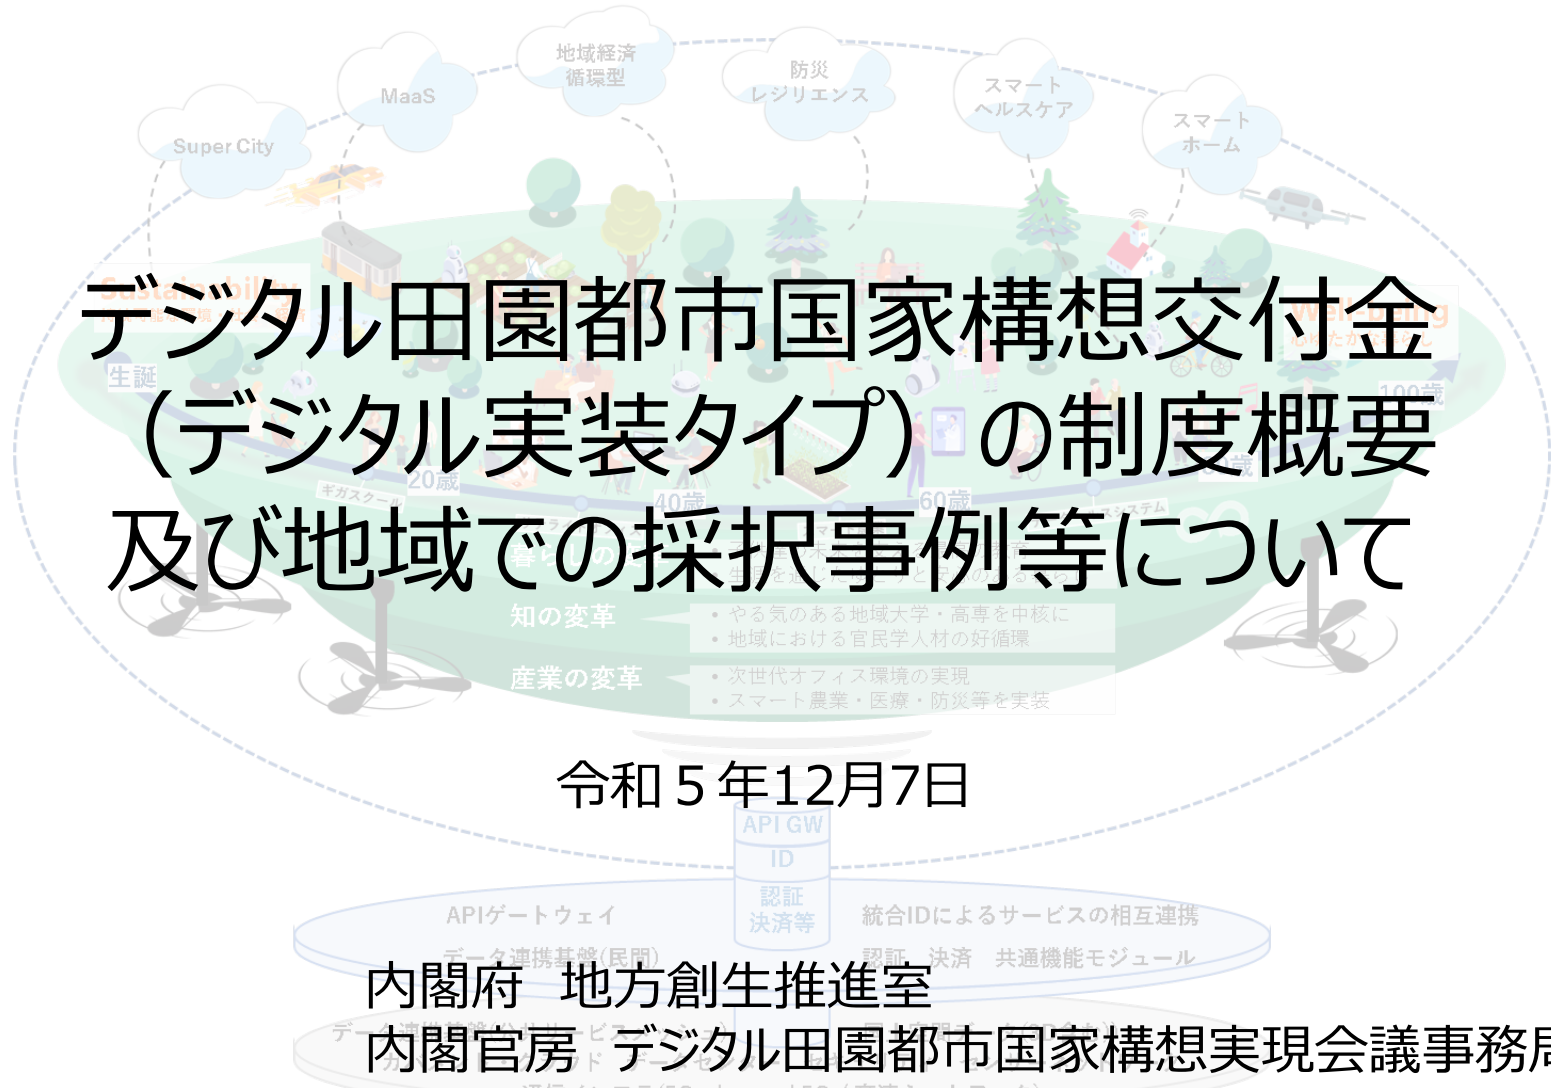 地域経済
循環型
防災
レジリエンス
スマート
ヘルスケア
MaaS
スマート
ホーム
Super City
Sustainability
Well-being
デジタル田園都市国家構想交付金
生誕
100歳
（デジタル実装タイプ）の制度概要
20歳
40歳
60歳
ギガスクール
及び地域での採択事例等について
知の変革
• やる気のある地域大学・高専を中核に
• 地域における官民学人材の好循環
産業の変革
• 次世代オフィス環境の実現
• スマート農業・医療・防災等を実装
令和５年12月7日
API GW
ID
認証
決済等
APIゲートウェイ
統合IDによるサービスの相互連携
データ連携基盤(民間)
認証　決済　共通機能モジュール
内閣府　地方創生推進室
内閣官房　デジタル田園都市国家構想実現会議事務局